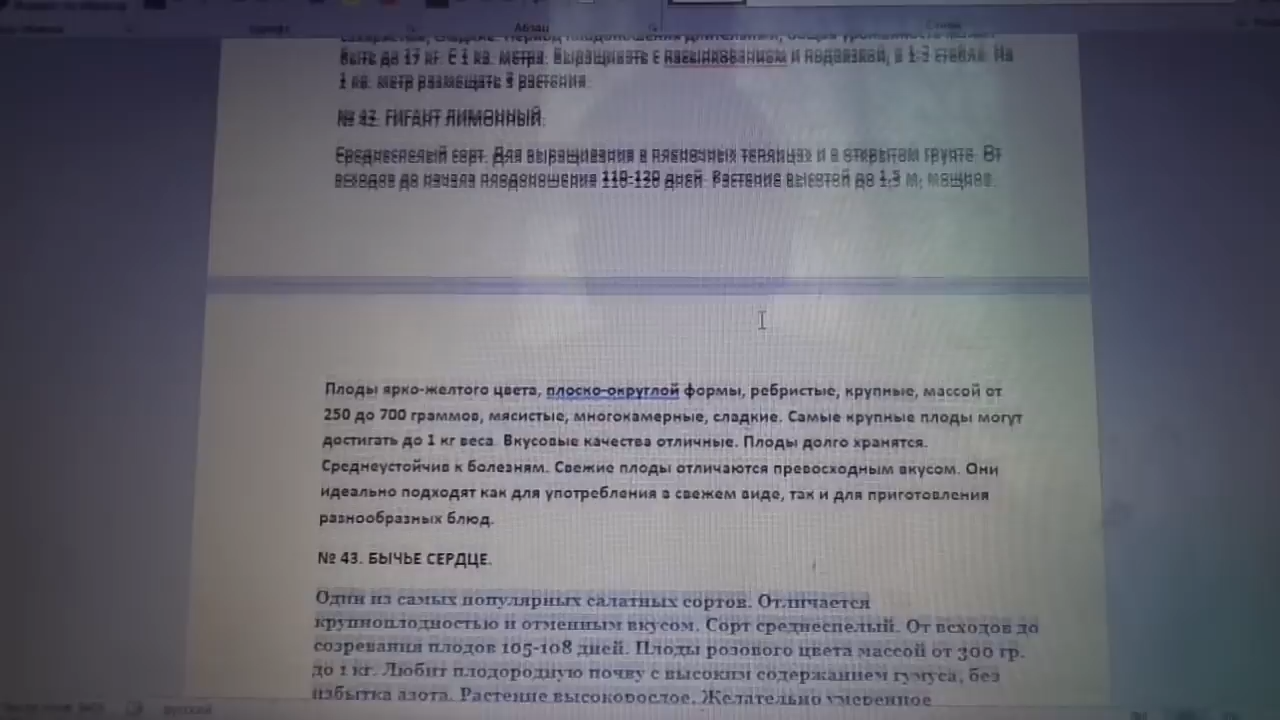 Абзац
быть до 17 кг. С 1 кв. метра. Выращивать с пасынкованием и подвязкой, в 1-3 стебля. На
1 кв. метр размещать 3 растения.
№ 42. ГИГАНТ ЛИМОННЫЙ.
Среднеспелый сорт. Для выращивания в пленочных теплицах и в открытом грунте. От
всходов до начала плодоношения 110-120 дней. Растение высотой до 1,5 м, мощное.
Плоды ярко-желтого цвета, плоско-округлой формы, ребристые, крупные, массой от
250 до 700 граммов, мясистые, многокамерные, сладкие. Самые крупные плоды могут
достигать до 1 кг веса. Вкусовые качества отличные. Плоды долго хранятся.
Среднеустойчив к болезням. Свежие плоды отличаются превосходным вкусом. Они
идеально подходят как для употребления в свежем виде, так и для приготовления
разнообразных блюд.
№ 43. БЫЧЬЕ СЕРДЦЕ.
Один из самых популярных салатных сортов. Отличается
крупноплодностью и отменным вкусом. Сорт среднеспелый. От всходов до
созревания плодов 105-108 дней. Плоды розового цвета массой от 300 гр.
до 1 кг. Любит плодородную почву с высоким содержанием гумуса, без
избытка азота. Растение высокорослое. Желательно умеренное
русский